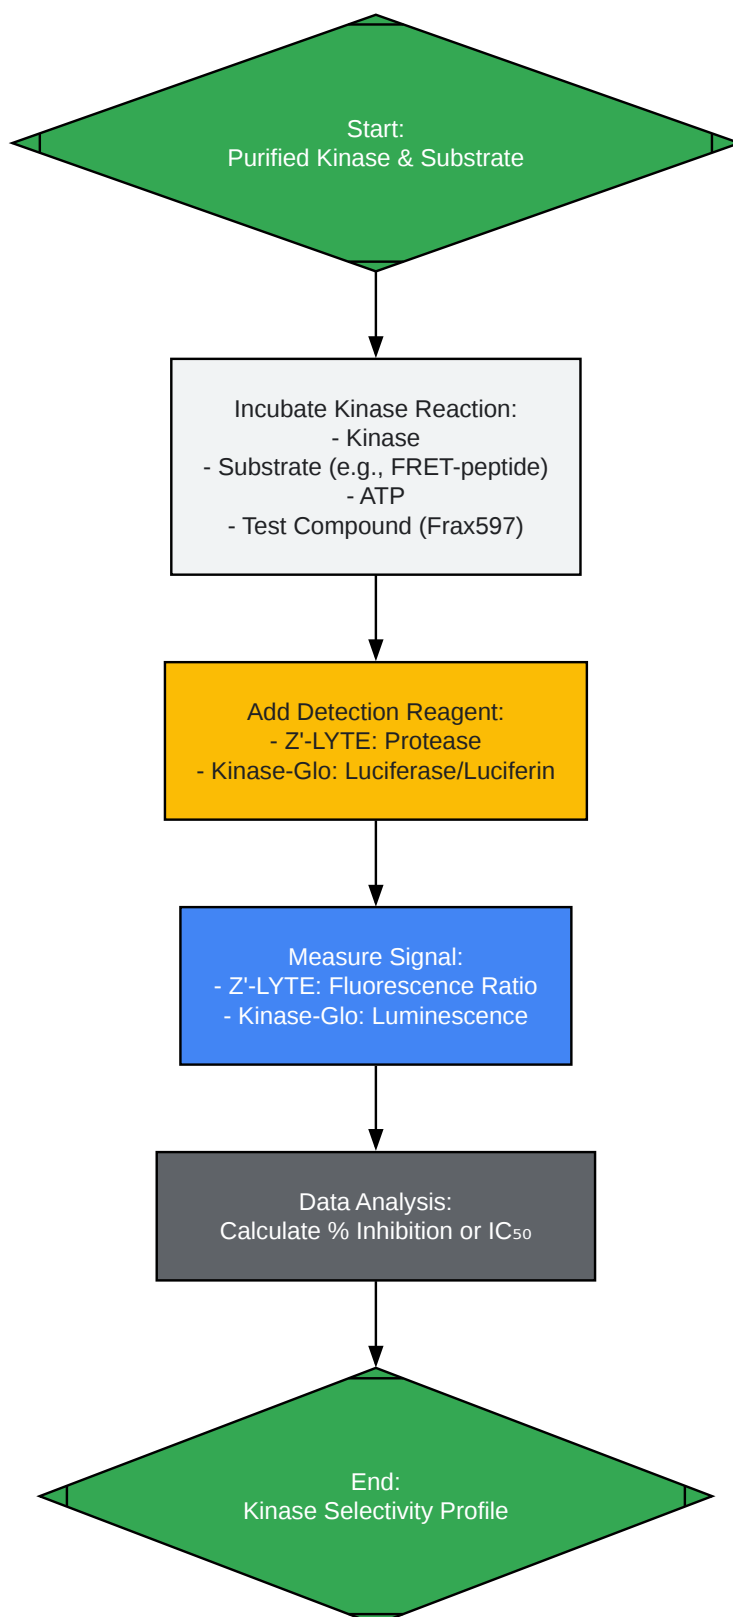 Start:
Purified Kinase & Substrate
Incubate Kinase Reaction:
- Kinase
- Substrate (e.g., FRET-peptide)
- ATP
- Test Compound (Frax597)
Add Detection Reagent:
- Z'-LYTE: Protease
- Kinase-Glo: Luciferase/Luciferin
Measure Signal:
- Z'-LYTE: Fluorescence Ratio
- Kinase-Glo: Luminescence
Data Analysis:
Calculate % Inhibition or IC₅₀
End:
Kinase Selectivity Profile